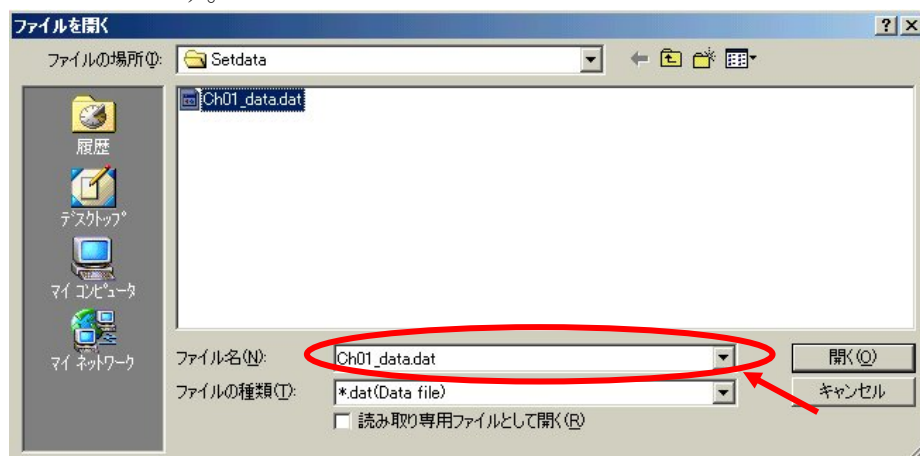 ファイルを開く
ファイルの場所(I):
Setdata
Ch01_data.dat
履歴
デスクトップ
マイ コンピュータ
マイ ネットワーク
ファイル名(N):
Ch01_data.dat
開く(O)
ファイルの種類(T):
*.dat(Data file)
キャンセル
読み取り専用ファイルとして開く(R)